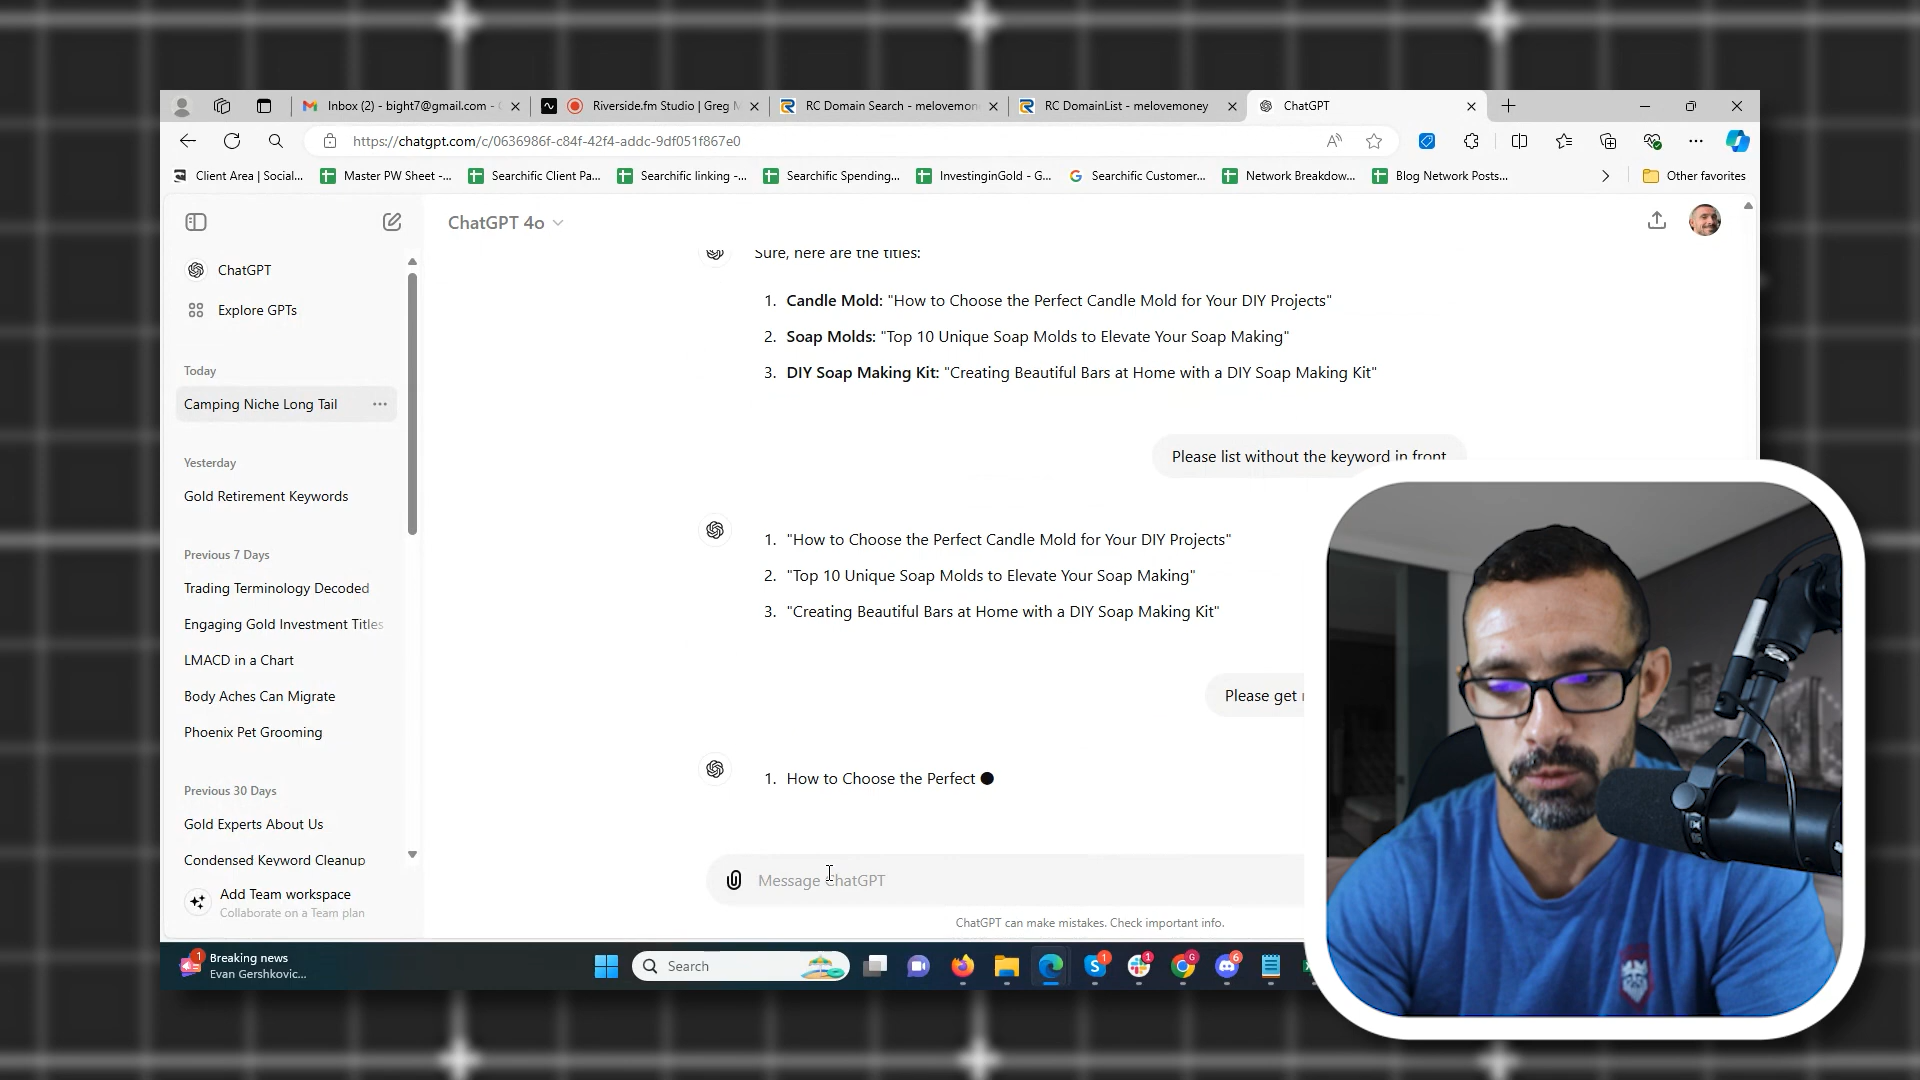 Inbox (2) - bight7@gmail.com -
Riverside.fm Studio | Greg
RC Domain Search - melovemon
RC DomainList - melovemoney
ChatGPT
https://chatgpt.com/c/0636986f-c84f-42f4-addc-9df051f867e0
Client Area | Social...
Master PW Sheet -...
Searchific Client Pa...
Searchific linking -...
Searchific Spending...
InvestinginGold - G...
Searchific Customer...
Network Breakdow...
Blog Network Posts...
Other favorites
ChatGPT
Explore GPTs
Today
Camping Niche Long Tail
Yesterday
Gold Retirement Keywords
Previous 7 Days
Trading Terminology Decoded
Engaging Gold Investment Titles
LMACD in a Chart
Body Aches Can Migrate
Phoenix Pet Grooming
Previous 30 Days
Gold Experts About Us
Condensed Keyword Cleanup
Add Team workspace
Collaborate on a Team plan
ChatGPT 4o
Sure, here are the titles:
1. Candle Mold: "How to Choose the Perfect Candle Mold for Your DIY Projects"
2. Soap Molds: "Top 10 Unique Soap Molds to Elevate Your Soap Making"
3. DIY Soap Making Kit: "Creating Beautiful Bars at Home with a DIY Soap Making Kit"
Please list without the keyword in front
1. "How to Choose the Perfect Candle Mold for Your DIY Projects"
2. "Top 10 Unique Soap Molds to Elevate Your Soap Making"
3. "Creating Beautiful Bars at Home with a DIY Soap Making Kit"
Please get
1. How to Choose the Perfect
Message ChatGPT
ChatGPT can make mistakes. Check important info.
1
Breaking news
Evan Gershkovic...
Search
1
1
G
6